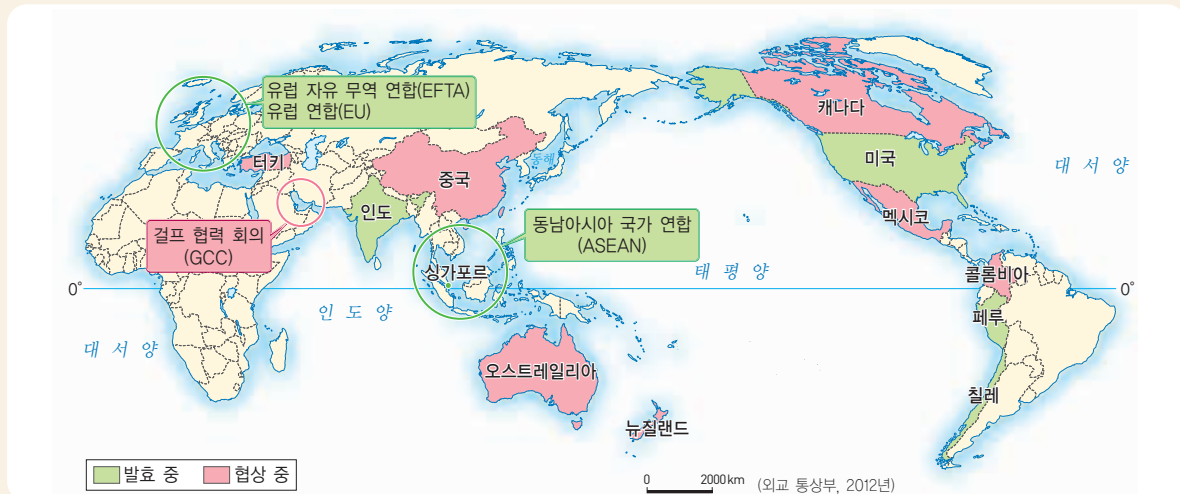 유럽 자유 무역 연합(EFTA)
유럽 연합(EU)
캐나다
미국
대서양
터키
동해
중국
인도
멕시코
걸프 협력 회의
(GCC)
동남아시아 국가 연합
(ASEAN)
싱가포르
태평양
콜롬비아
0°
0°
인도양
페루
대서양
오스트레일리아
칠레
뉴질랜드
발효 중
협상 중
0 2000km
(외교 통상부, 2012년)